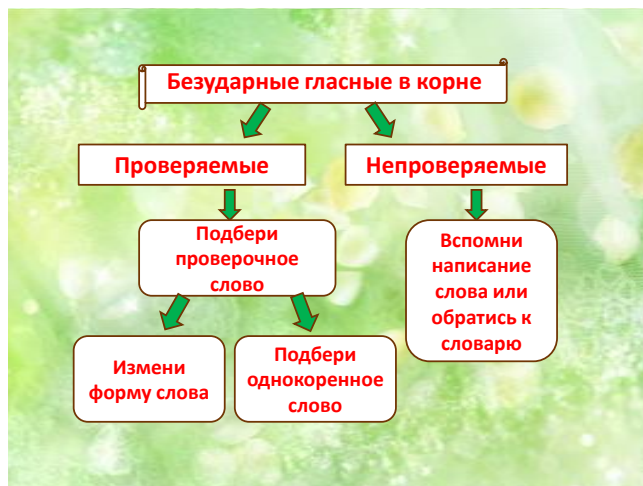 Безударные гласные в корне
Проверяемые
Непроверяемые
Подбери
проверочное
слово
Вспомни
написание
слова или
обратись к
словарю
Измени
форму слова
Подбери
однокоренное
слово